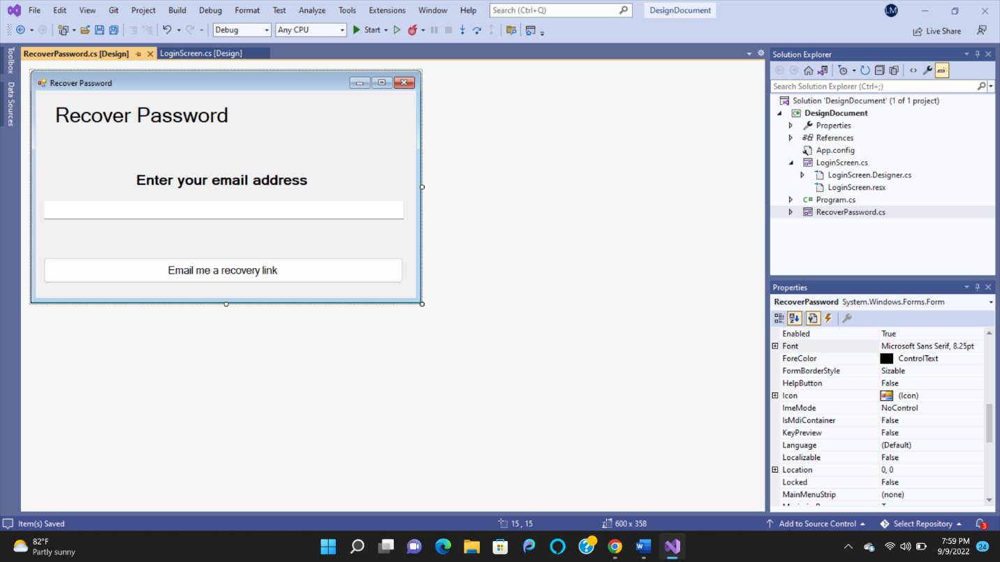 File Edit View Git Project Build Debug Format Test Analyze Tools Extensions Window Help Search (Ctrl+Q) DesignDocument LM
Debug Any CPU Start Live Share
Toolbox
Data Sources
RecoverPassword.cs [Design] LoginScreen.cs [Design]
Recover Password
Recover Password
Enter your email address
Email me a recovery link
Solution Explorer
Search Solution Explorer (Ctrl+;)
Solution 'DesignDocument' (1 of 1 project)
C# DesignDocument
Properties
References
App.config
LoginScreen.cs
LoginScreen.Designer.cs
LoginScreen.resx
C# Program.cs
RecoverPassword.cs
Properties
RecoverPassword System.Windows.Forms.Form
Enabled True
Font Microsoft Sans Serif, 8.25pt
ForeColor ControlText
FormBorderStyle Sizable
HelpButton False
Icon (Icon)
ImeMode NoControl
IsMdiContainer False
KeyPreview False
Language (Default)
Localizable False
Location 0, 0
Locked False
MainMenuStrip (none)
Item(s) Saved 15 , 15 600 x 358 Add to Source Control Select Repository 3
82°F
Partly sunny
7:59 PM
9/9/2022
24